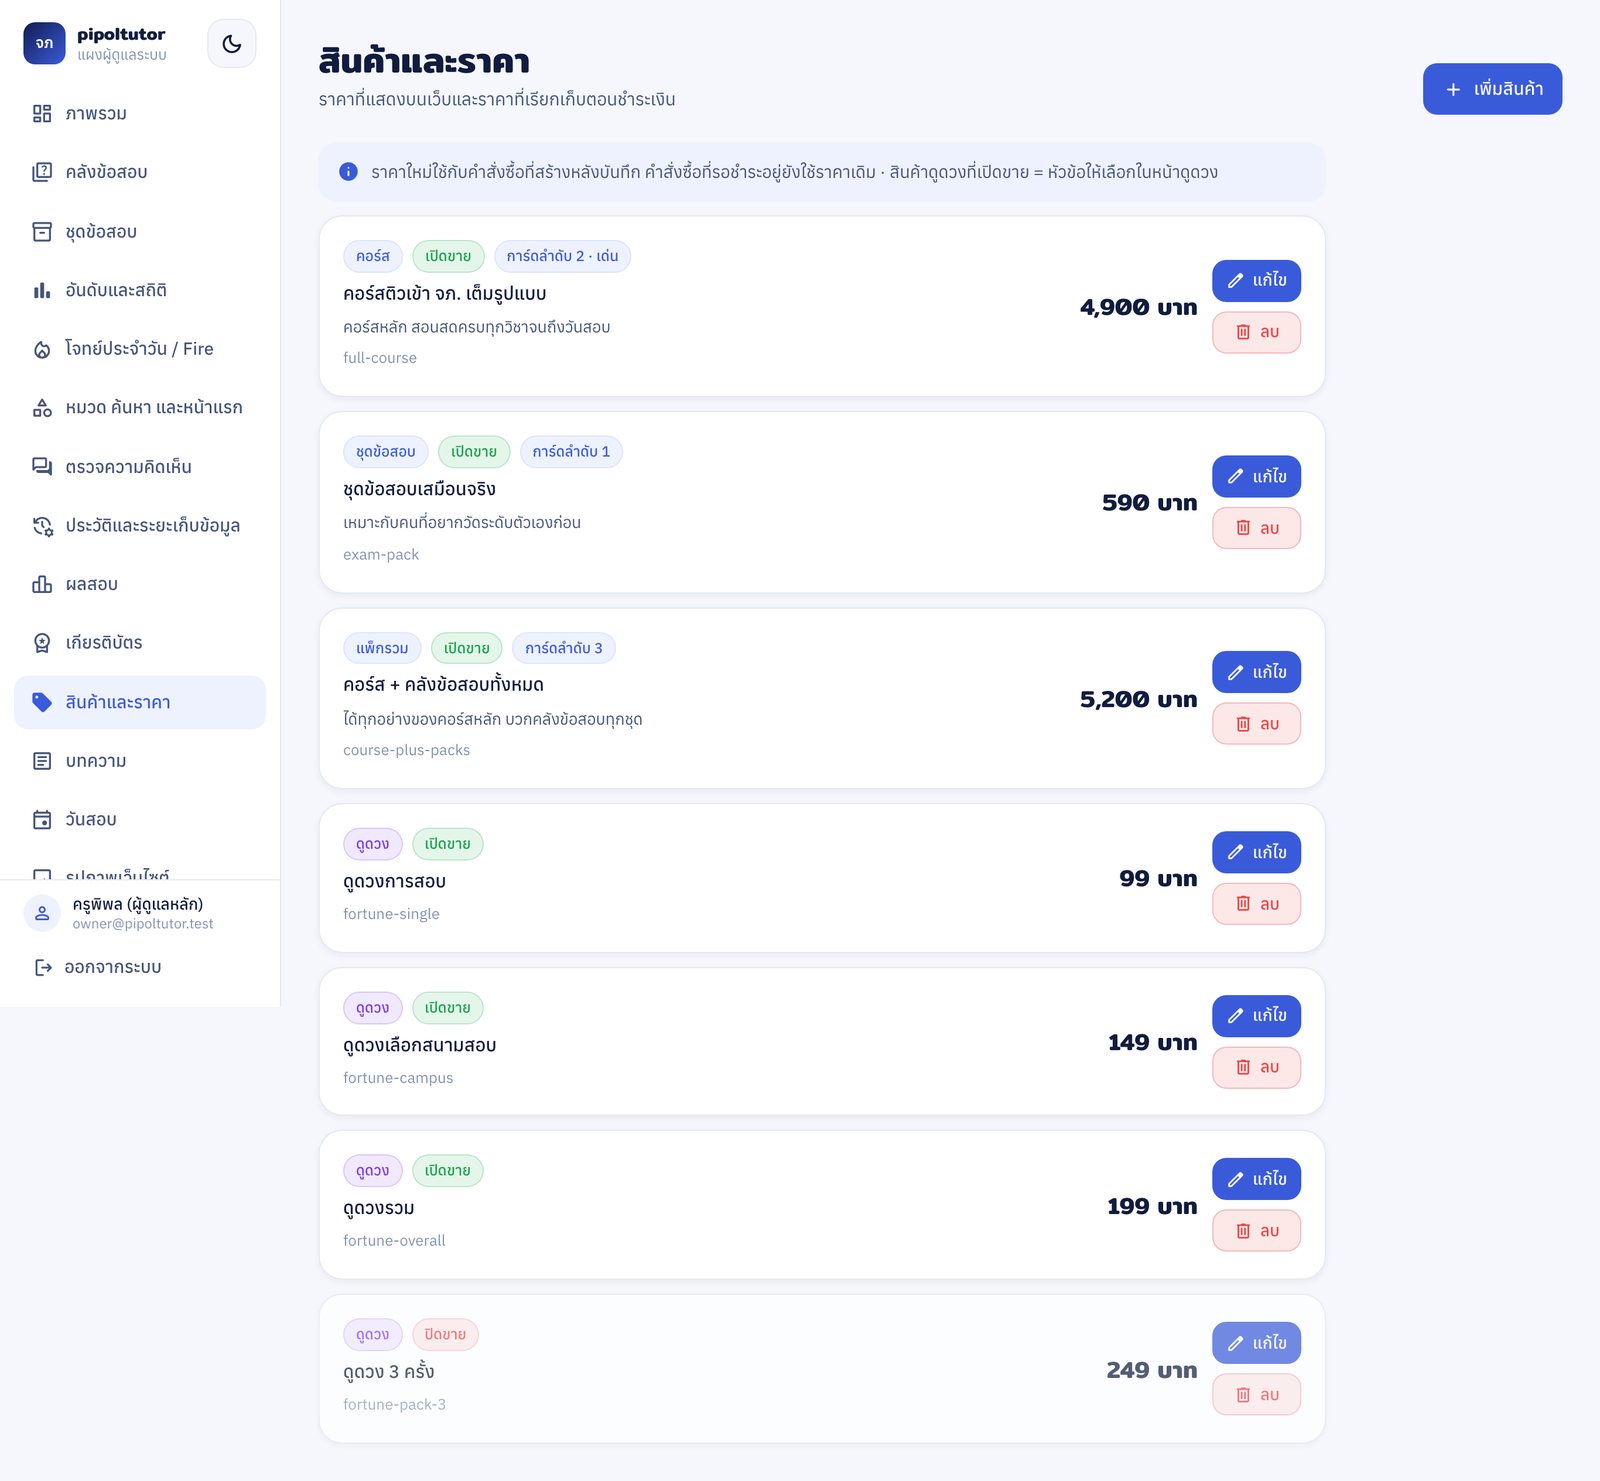 จภ
pipoltutor
แผงผู้ดูแลระบบ
ภาพรวม
คลังข้อสอบ
ชุดข้อสอบ
อันดับและสถิติ
โจทย์ประจำวัน / Fire
หมวด ค้นหา และหน้าแรก
ตรวจความคิดเห็น
ประวัติและระยะเก็บข้อมูล
ผลสอบ
เกียรติบัตร
สินค้าและราคา
บทความ
วันสอบ
รูปภาพเว็บไซต์
ครูพิพล (ผู้ดูแลหลัก)
owner@pipoltutor.test
ออกจากระบบ
สินค้าและราคา
ราคาที่แสดงบนเว็บและราคาที่เรียกเก็บตอนชำระเงิน
เพิ่มสินค้า
ราคาใหม่ใช้กับคำสั่งซื้อที่สร้างหลังบันทึก คำสั่งซื้อที่รอชำระอยู่ยังใช้ราคาเดิม · สินค้าดูดวงที่เปิดขาย = หัวข้อให้เลือกในหน้าดูดวง
คอร์ส เปิดขาย การ์ดลำดับ 2 · เด่น
คอร์สติวเข้า จภ. เต็มรูปแบบ
คอร์สหลัก สอนสดครบทุกวิชาจนถึงวันสอบ
full-course
4,900 บาท
แก้ไข
ลบ
ชุดข้อสอบ เปิดขาย การ์ดลำดับ 1
ชุดข้อสอบเสมือนจริง
เหมาะกับคนที่อยากวัดระดับตัวเองก่อน
exam-pack
590 บาท
แก้ไข
ลบ
แพ็กรวม เปิดขาย การ์ดลำดับ 3
คอร์ส + คลังข้อสอบทั้งหมด
ได้ทุกอย่างของคอร์สหลัก บวกคลังข้อสอบทุกชุด
course-plus-packs
5,200 บาท
แก้ไข
ลบ
ดูดวง เปิดขาย
ดูดวงการสอบ
fortune-single
99 บาท
แก้ไข
ลบ
ดูดวง เปิดขาย
ดูดวงเลือกสนามสอบ
fortune-campus
149 บาท
แก้ไข
ลบ
ดูดวง เปิดขาย
ดูดวงรวม
fortune-overall
199 บาท
แก้ไข
ลบ
ดูดวง ปิดขาย
ดูดวง 3 ครั้ง
fortune-pack-3
249 บาท
แก้ไข
ลบ